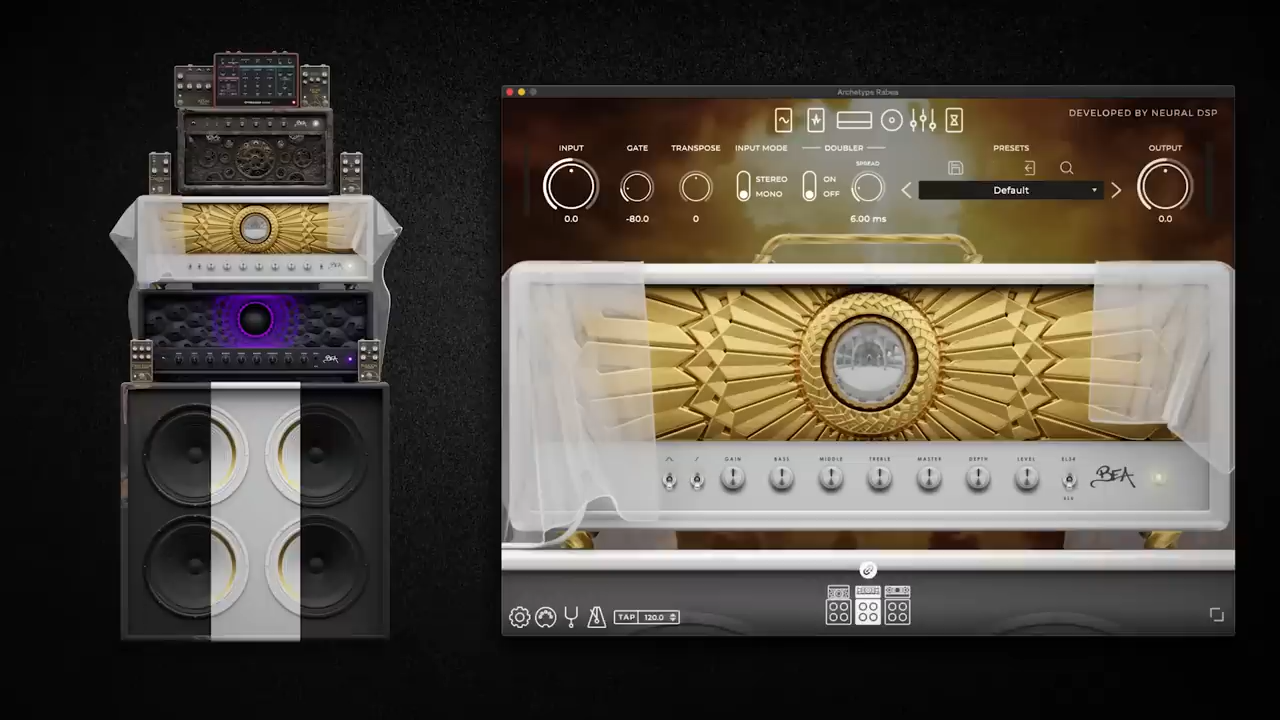 Archetype Rabea
DEVELOPED BY NEURAL DSP
INPUT
GATE
TRANSPOSE
INPUT MODE
DOUBLER
PRESETS
OUTPUT
SPREAD
STEREO
MONO
ON
OFF
Default
0.0
-80.0
0
6.00 ms
0.0
GAIN
BASS
MIDDLE
TREBLE
MASTER
DEPTH
LEVEL
BEA
TAP
120.0
BEA
BEA